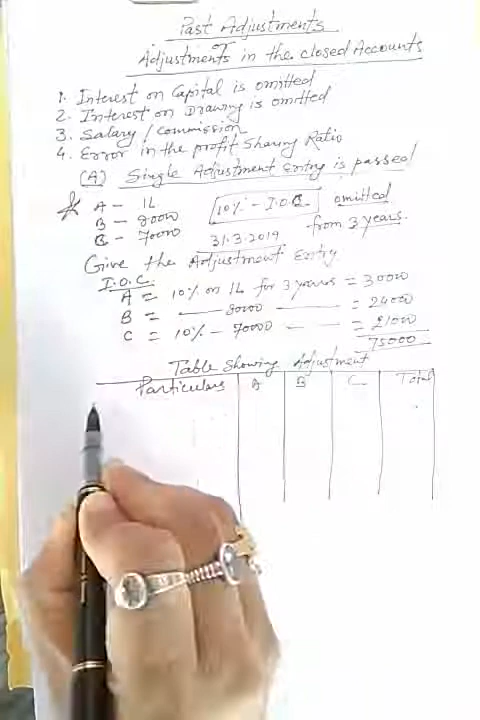 Past Adjustments
Adjustments in the closed Accounts
1. Interest on Capital is omitted
2. Interest on Drawing is omitted
3. Salary / commission
4. Error in the profit sharing Ratio
(A) Single Adjustment Entry is passed
A - 1L
B - 80000
C - 70000
10% - I.O.C. omitted
31.3.2019 from 3 years.
Give the Adjustment Entry
I.O.C.
A = 10% on 1L for 3 years = 30000
B = 80000 = 24000
C = 10% - 70000 = 21000
75000
Table Showing Adjustment
Particulars A B C Total